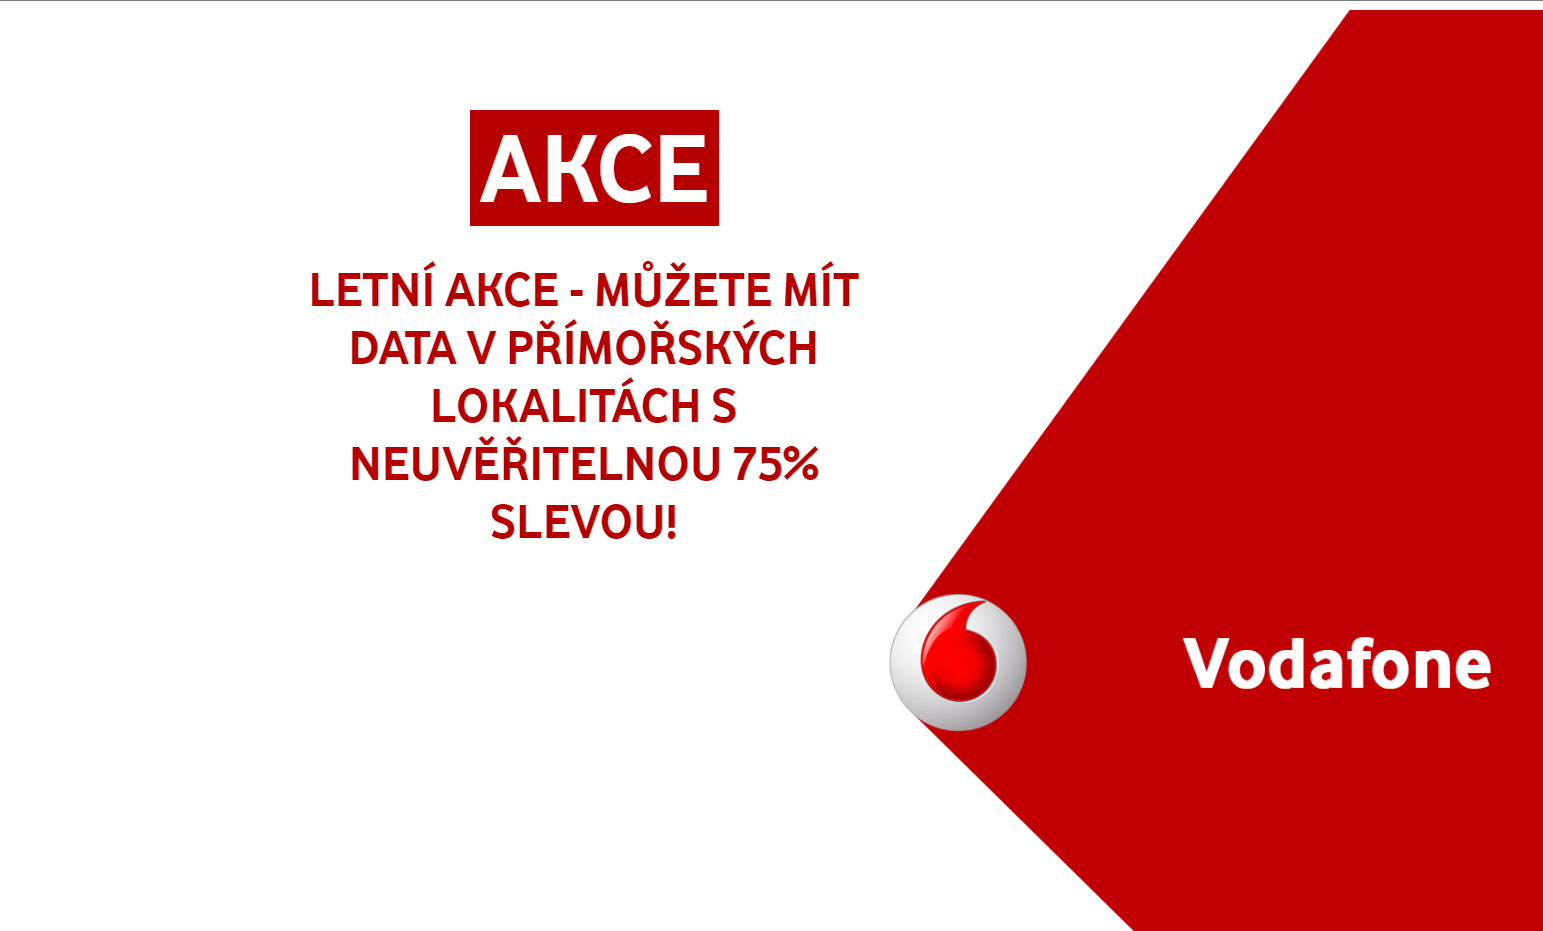 AKCE
LETNÍ AKCE - MŮŽETE MÍT
DATA V PŘÍMOŘSKÝCH
LOKALITÁCH S
NEUVĚŘITELNOU 75%
SLEVOU!
Vodafone